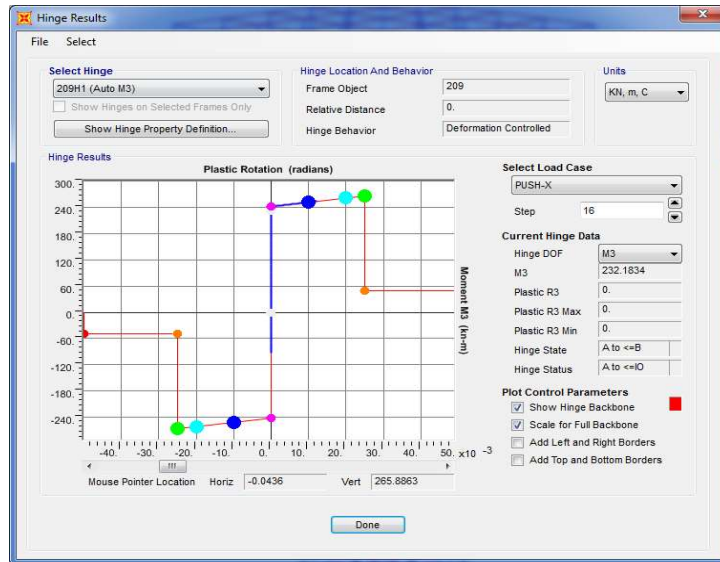 Hinge Results
File Select
Select Hinge
209H1 (Auto M3)
Show Hinges on Selected Frames Only
Show Hinge Property Definition...
Hinge Location And Behavior
Frame Object 209
Relative Distance 0.
Hinge Behavior Deformation Controlled
Units
KN, m, C
Hinge Results
Plastic Rotation (radians)
300.
240.
180.
120.
60.
0.
-60.
-120.
-180.
-240.
Moment M3 (kn-m)
-40. -30. -20. -10. 0. 10. 20. 30. 40. 50. x10 -3
Mouse Pointer Location Horiz -0.0436 Vert 265.8863
Select Load Case
PUSH-X
Step 16
Current Hinge Data
Hinge DOF M3
M3 232.1834
Plastic R3 0.
Plastic R3 Max 0.
Plastic R3 Min 0.
Hinge State A to <=B
Hinge Status A to <=IO
Plot Control Parameters
Show Hinge Backbone
Scale for Full Backbone
Add Left and Right Borders
Add Top and Bottom Borders
Done